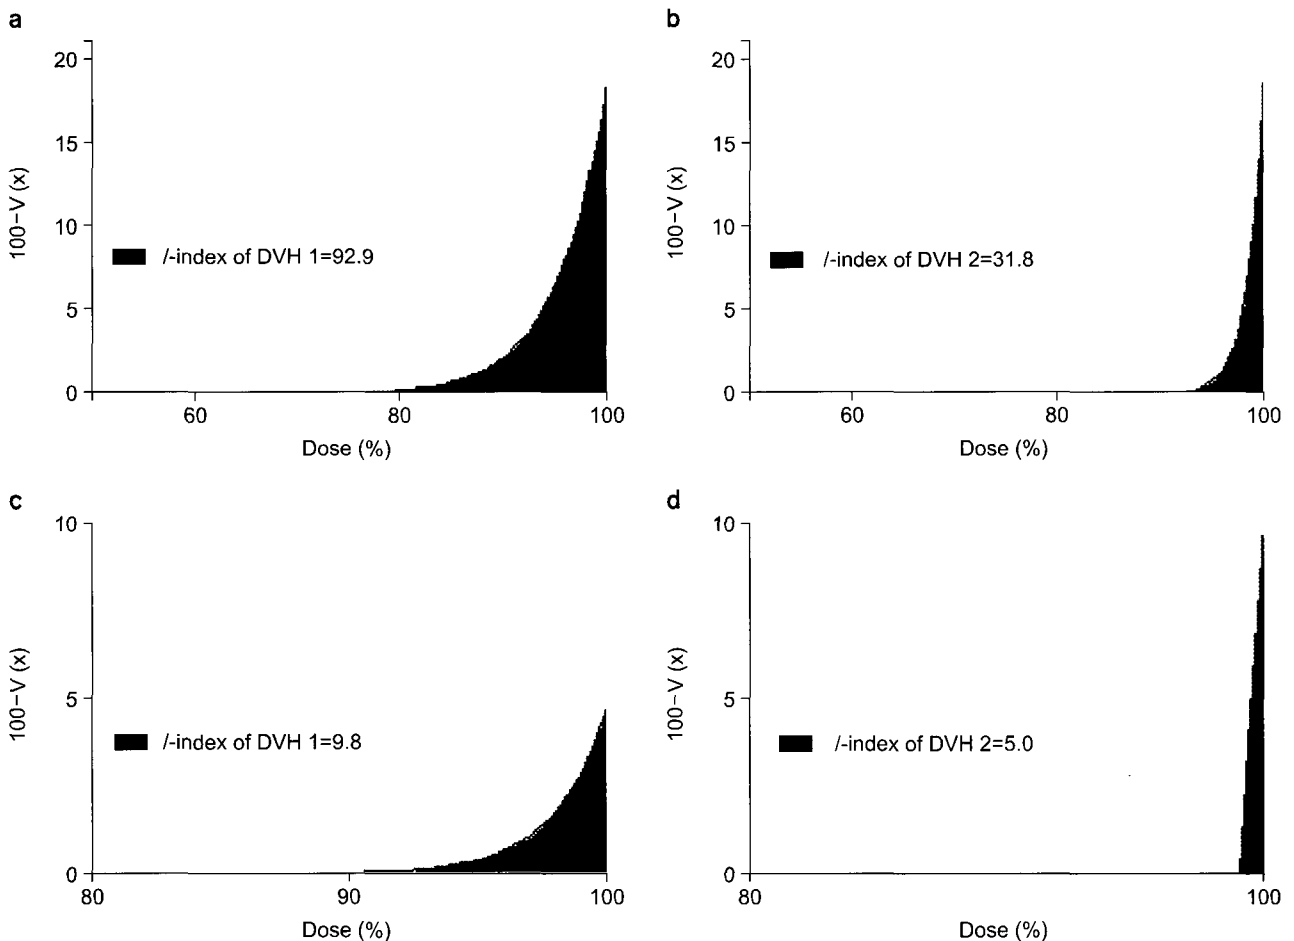 a
20
15
10
5
0
100−V (x)
/-index of DVH 1=92.9
60
80
100
Dose (%)
b
20
15
10
5
0
100−V (x)
/-index of DVH 2=31.8
60
80
100
Dose (%)
c
10
5
0
100−V (x)
/-index of DVH 1=9.8
80
90
100
Dose (%)
d
10
5
0
100−V (x)
/-index of DVH 2=5.0
80
100
Dose (%)